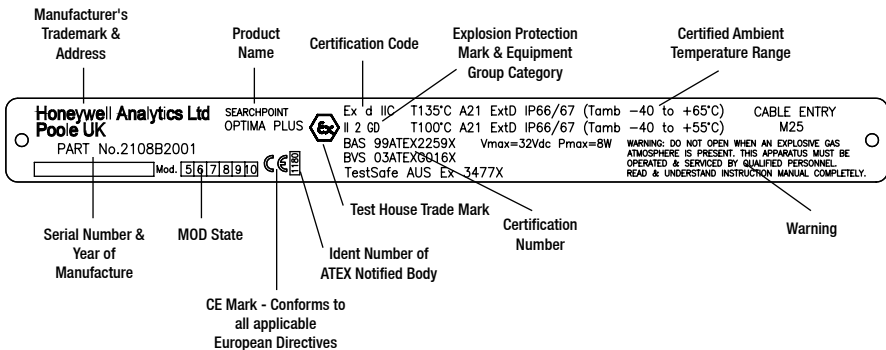 Manufacturer's
Trademark &
Address
Product
Name
Certification Code
Explosion Protection
Mark & Equipment
Group Category
Certified Ambient
Temperature Range
Honeywell Analytics Ltd
Poole UK
PART No.2108B2001
Mod. 5 6 7 8 9 10
SEARCHPOINT
OPTIMA PLUS
CE
1180
Ex
Ex d IIC T135°C A21 ExtD IP66/67 (Tamb -40 to +65°C)
II 2 GD T100°C A21 ExtD IP66/67 (Tamb -40 to +55°C)
BAS 99ATEX2259X Vmax=32Vdc Pmax=8W
BVS 03ATEXG016X
TestSafe AUS Ex 3477X
CABLE ENTRY
M25
WARNING: DO NOT OPEN WHEN AN EXPLOSIVE GAS
ATMOSPHERE IS PRESENT. THIS APPARATUS MUST BE
OPERATED & SERVICED BY QUALIFIED PERSONNEL.
READ & UNDERSTAND INSTRUCTION MANUAL COMPLETELY.
Serial Number &
Year of
Manufacture
MOD State
CE Mark - Conforms to
all applicable
European Directives
Ident Number of
ATEX Notified Body
Test House Trade Mark
Certification
Number
Warning